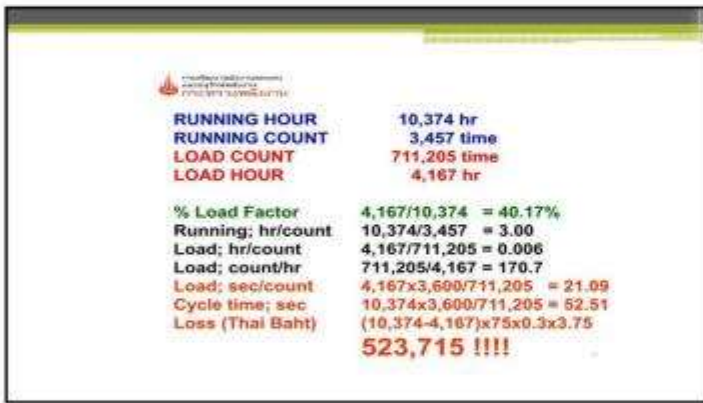 RUNNING HOUR 10,374 hr
RUNNING COUNT 3,457 time
LOAD COUNT 711,205 time
LOAD HOUR 4,167 hr
% Load Factor 4,167/10,374 = 40.17%
Running; hr/count 10,374/3,457 = 3.00
Load; hr/count 4,167/711,205 = 0.006
Load; count/hr 711,205/4,167 = 170.7
Load; sec/count 4,167x3,600/711,205 = 21.09
Cycle time; sec 10,374x3,600/711,205 = 52.51
Loss (Thai Baht) (10,374-4,167)x75x0.3x3.75
523,715 !!!!